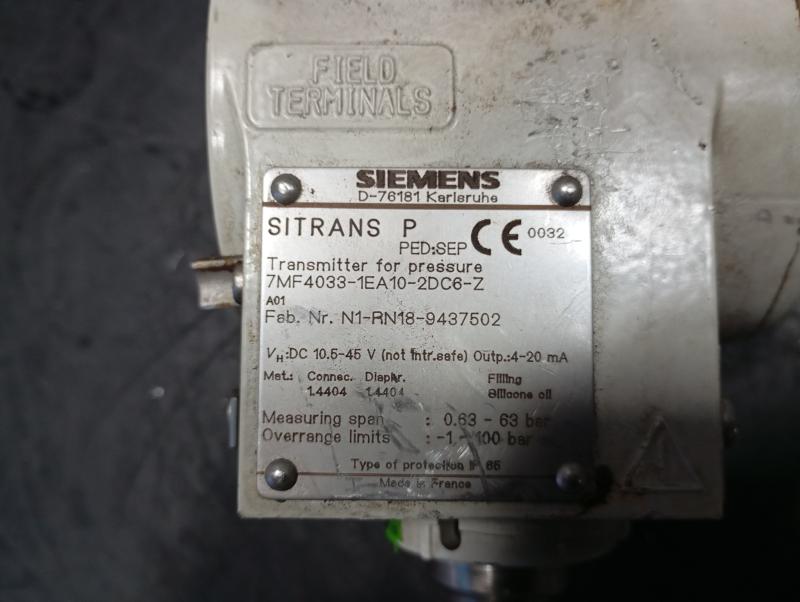 FIELD
TERMINALS
SIEMENS
D-76181 Karlsruhe
SITRANS P
PED:SEP CE 0032
Transmitter for pressure
7MF4033-1EA10-2DC6-Z
A01
Fab. Nr. N1-RN18-9437502
VH:DC 10.5-45 V (not intr.safe) Outp.:4-20 mA
Mat.: Connec. Diaphr. Filling
1.4404 1.4404 Silicone oil
Measuring span : 0.63 - 63 bar
Overrange limits : -1 - 100 bar
Type of protection IP 65
Made in France